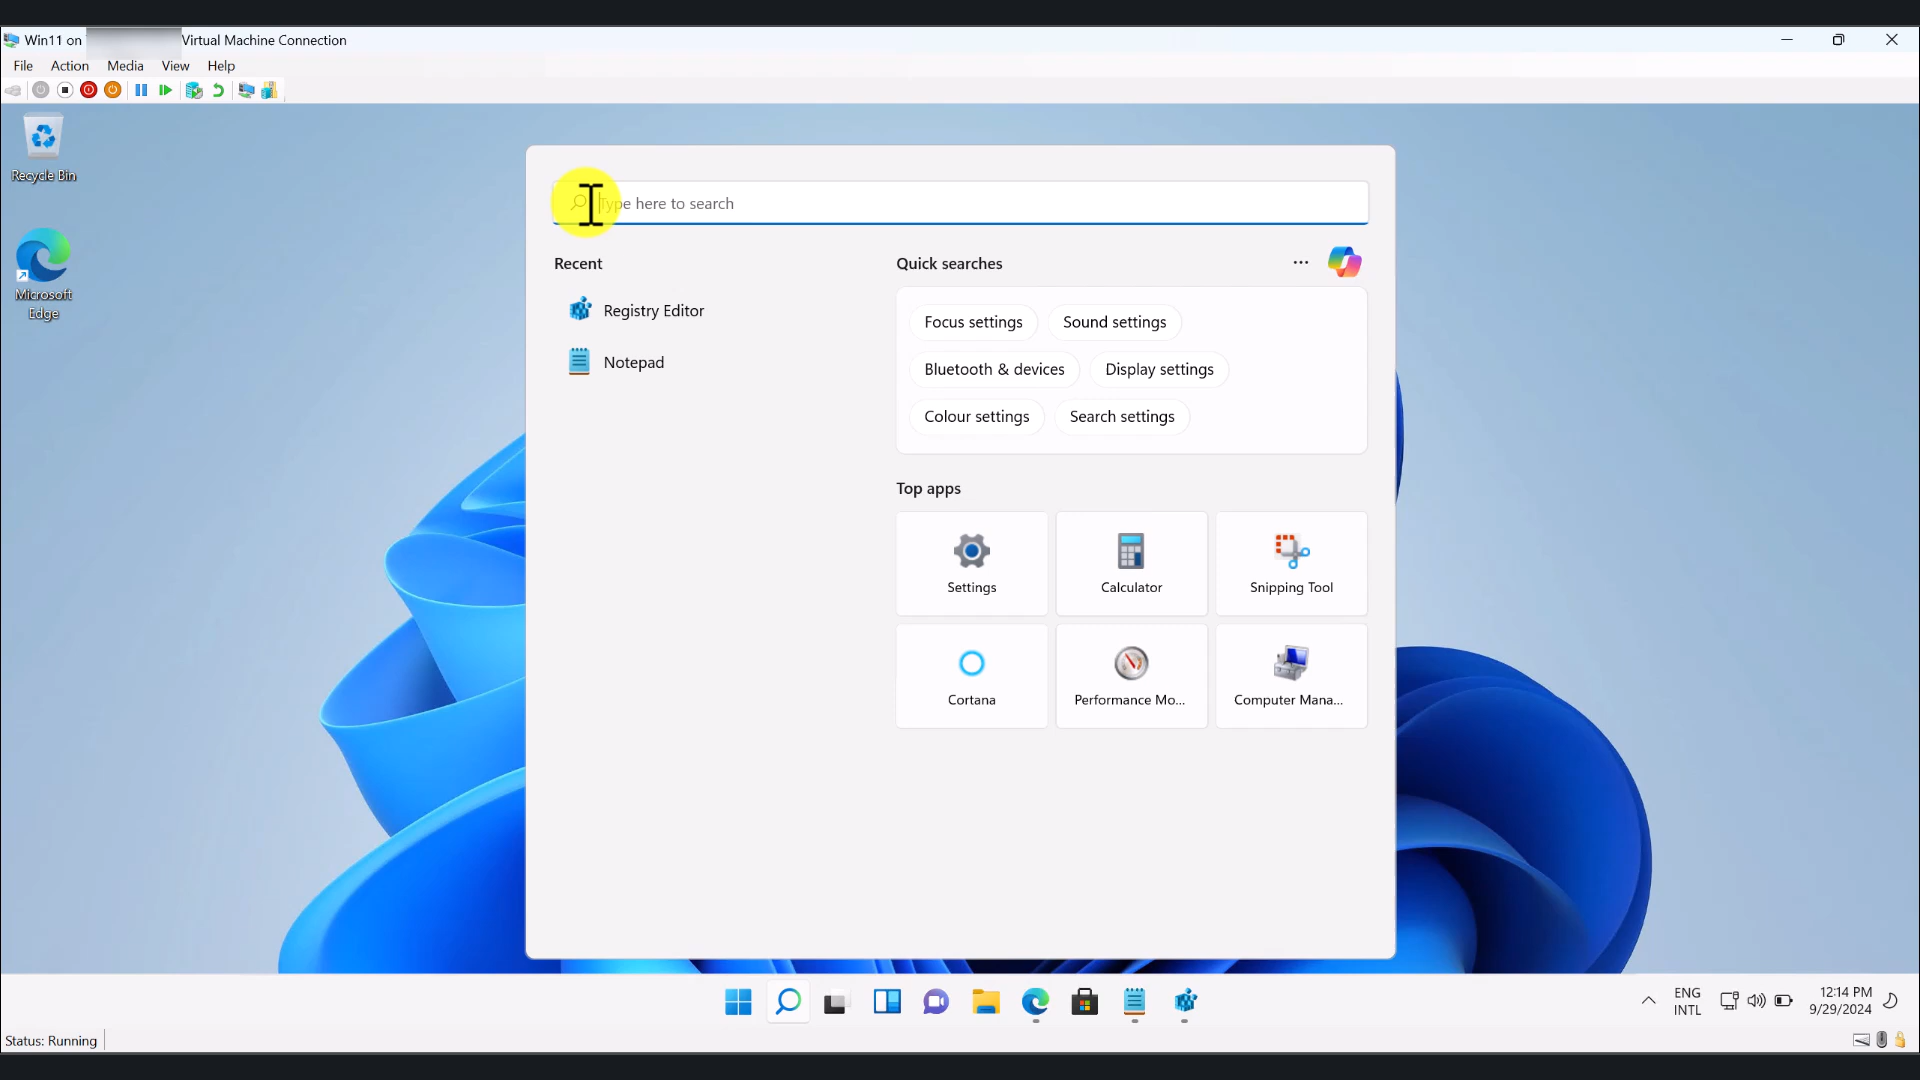 Win11 on
Virtual Machine Connection
File Action Media View Help
Recycle Bin
Microsoft
Edge
Type here to search
Recent
Registry Editor
Notepad
Quick searches
Focus settings
Sound settings
Bluetooth & devices
Display settings
Colour settings
Search settings
Top apps
Settings
Calculator
Snipping Tool
Cortana
Performance Mo...
Computer Mana...
ENG
INTL
12:14 PM
9/29/2024
Status: Running